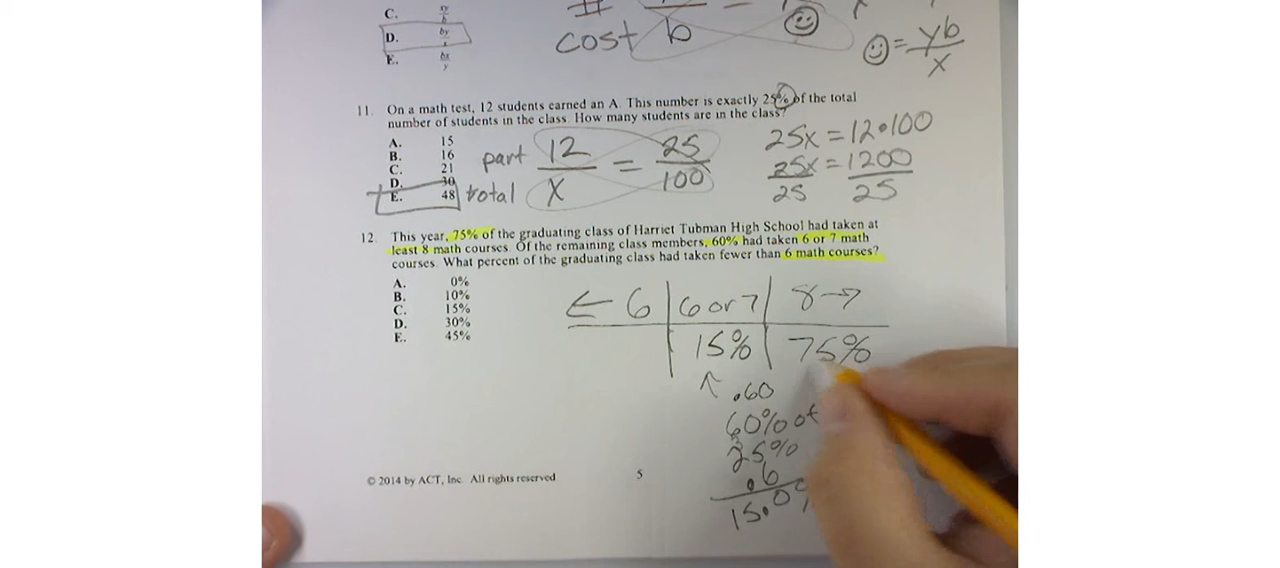 C. xy/b
D. by/x
E. bx/y
cost b
☺ = yb/x
11. On a math test, 12 students earned an A. This number is exactly 25% of the total
number of students in the class. How many students are in the class?
A. 15
B. 16
C. 21
D. 30
E. 48
part 12 = 25
total x 100
25x = 12•100
25x = 1200
25 25
12. This year, 75% of the graduating class of Harriet Tubman High School had taken at
least 8 math courses. Of the remaining class members, 60% had taken 6 or 7 math
courses. What percent of the graduating class had taken fewer than 6 math courses?
A. 0%
B. 10%
C. 15%
D. 30%
E. 45%
← 6 | 6 or 7 | 8 →
15% | 75%
↑ .60
60% of
25%
.6
15.0%
© 2014 by ACT, Inc. All rights reserved
5